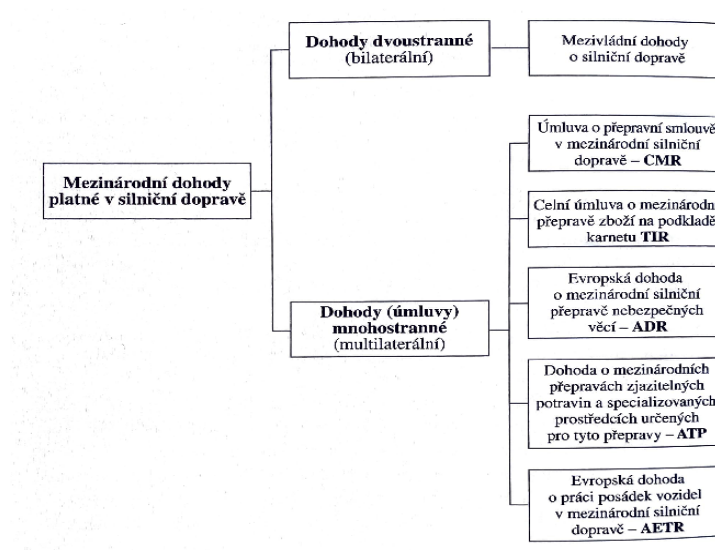 Mezinárodní dohody
platné v silniční dopravě
Dohody dvoustranné
(bilaterální)
Mezivládní dohody
o silniční dopravě
Dohody (úmluvy)
mnohostranné
(multilaterální)
Úmluva o přepravní smlouvě
v mezinárodní silniční
dopravě – CMR
Celní úmluva o mezinárodn
přepravě zboží na podkladě
karnetu TIR
Evropská dohoda
o mezinárodní silniční
přepravě nebezpečných
věcí – ADR
Dohoda o mezinárodních
přepravách zjazitelných
potravin a specializovaných
prostředcích určených
pro tyto přepravy – ATP
Evropská dohoda
o práci posádek vozidel
v mezinárodní silniční
dopravě – AETR